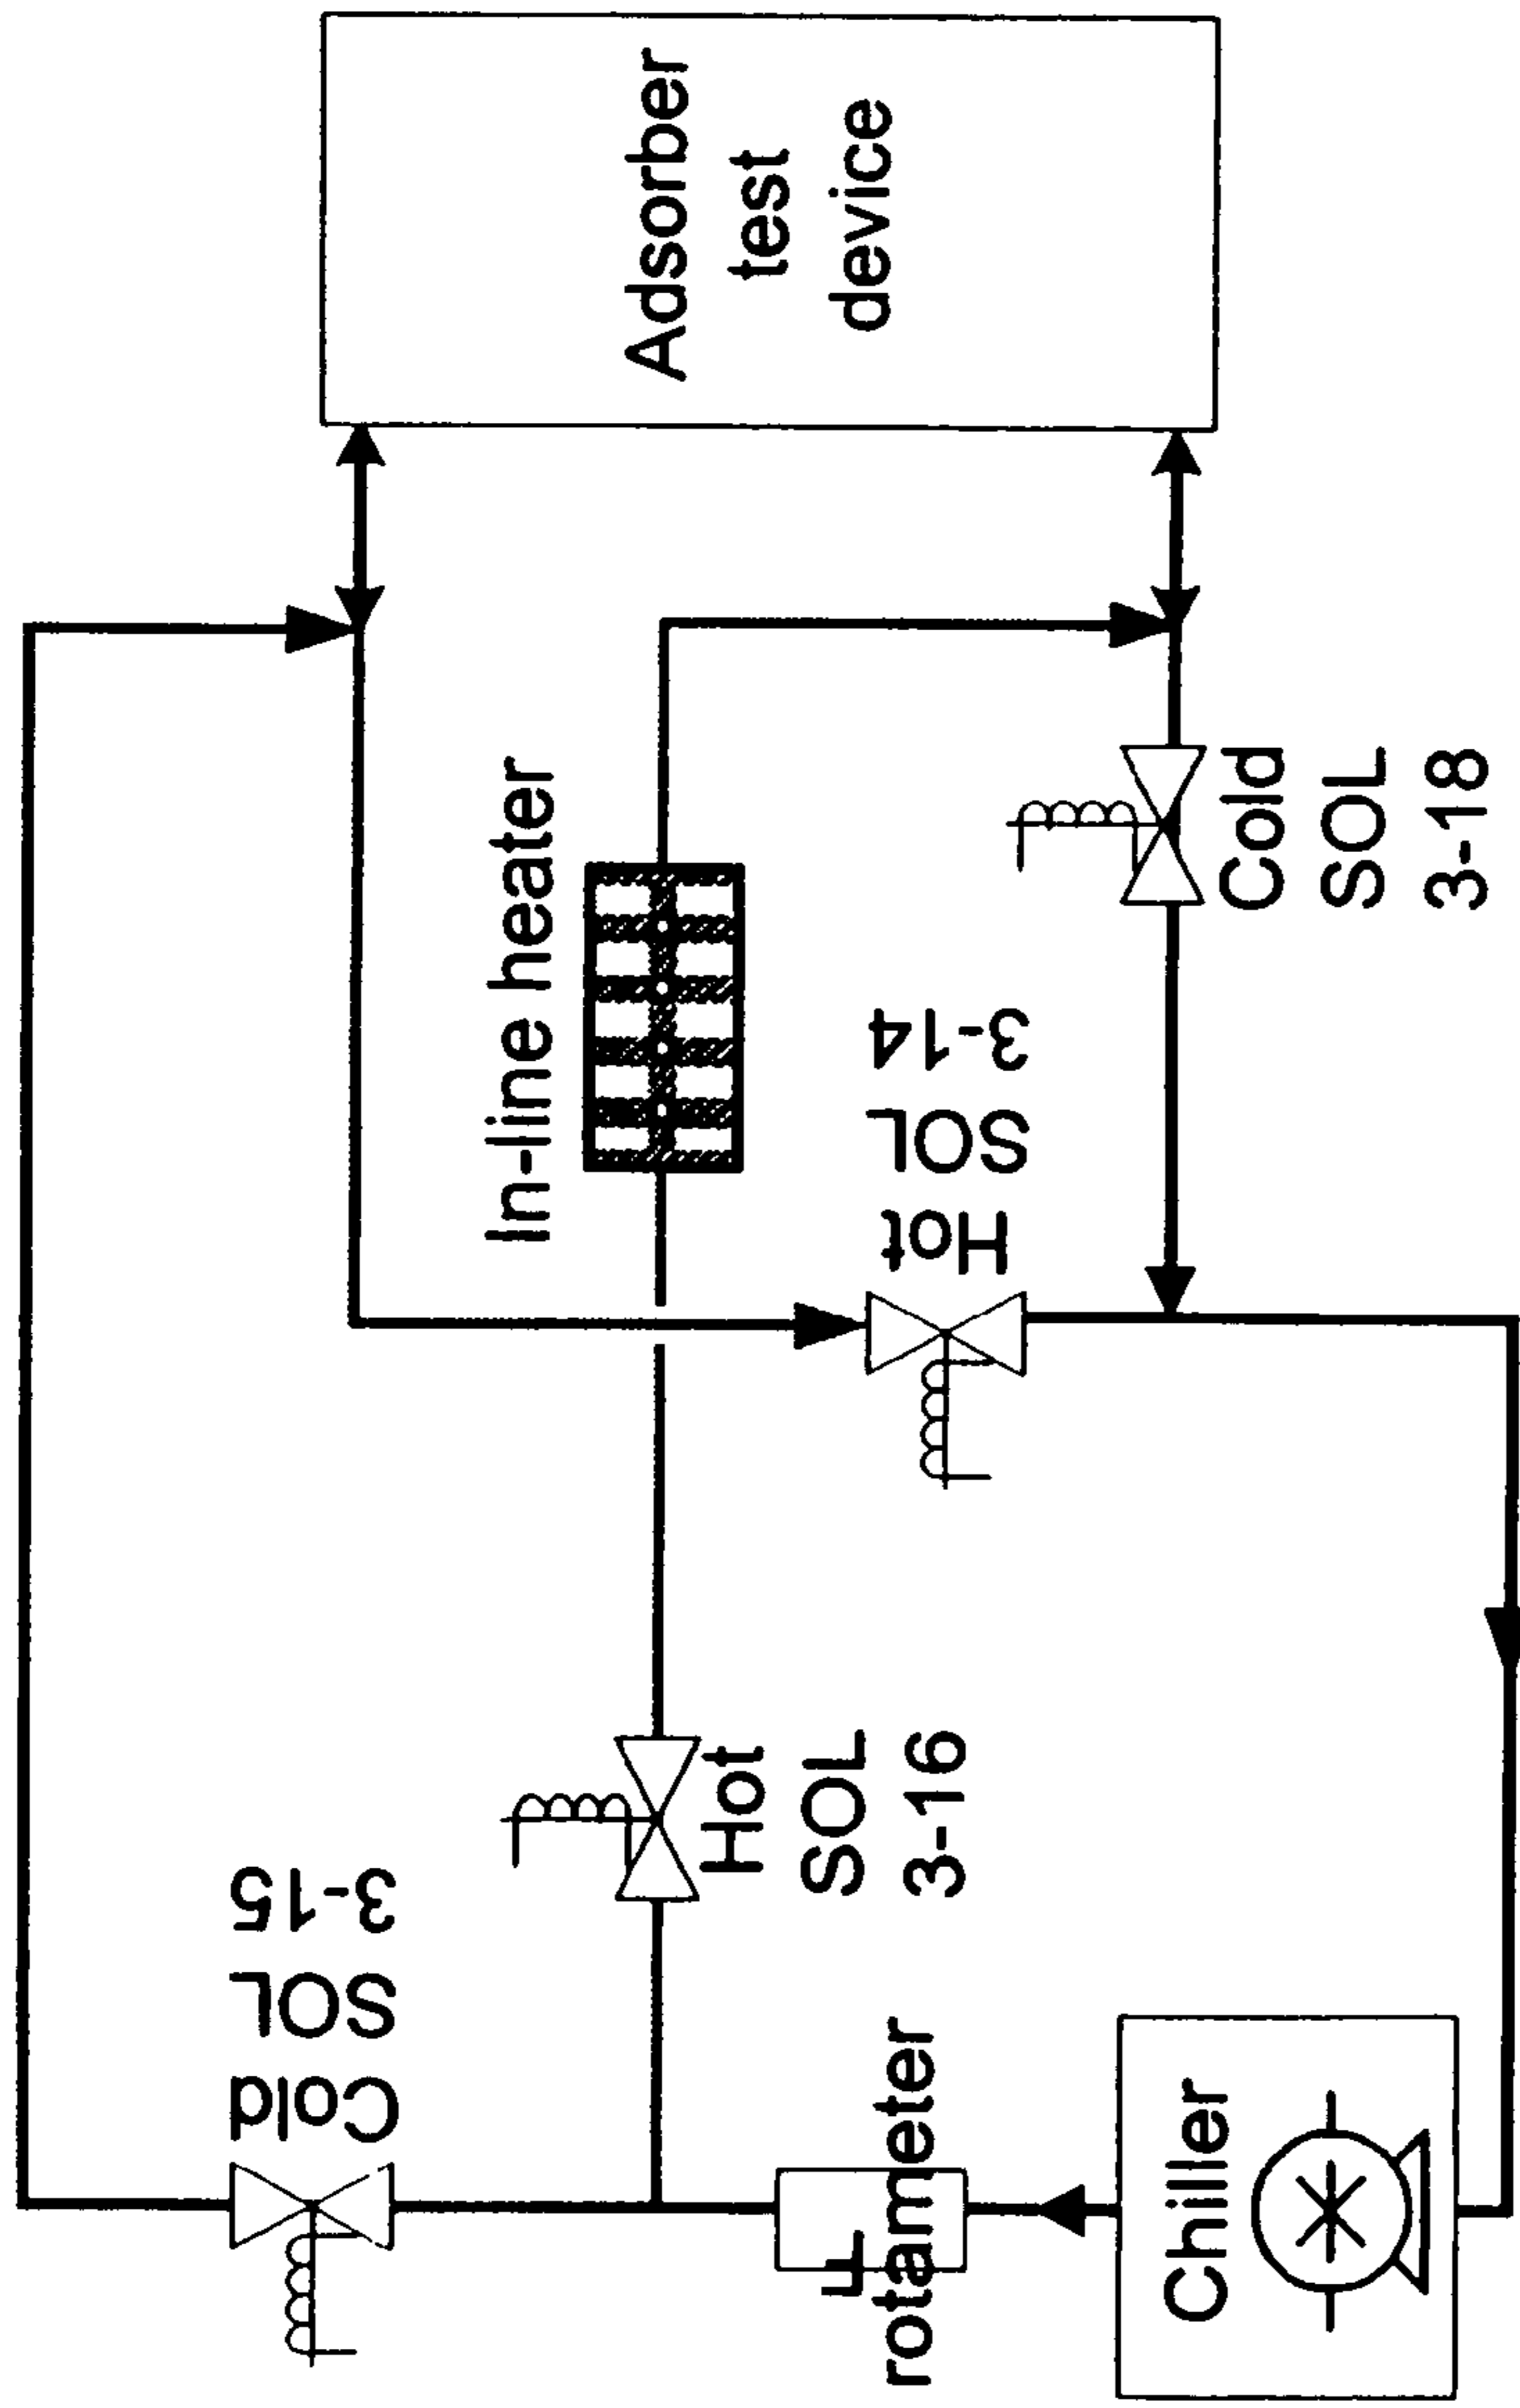 Adsorber
test
device
In-line heater
Hot
SOL
3-14
Cold
SOL
3-18
Cold
SOL
3-15
Hot
SOL
3-16
F
rotameter
Chiller